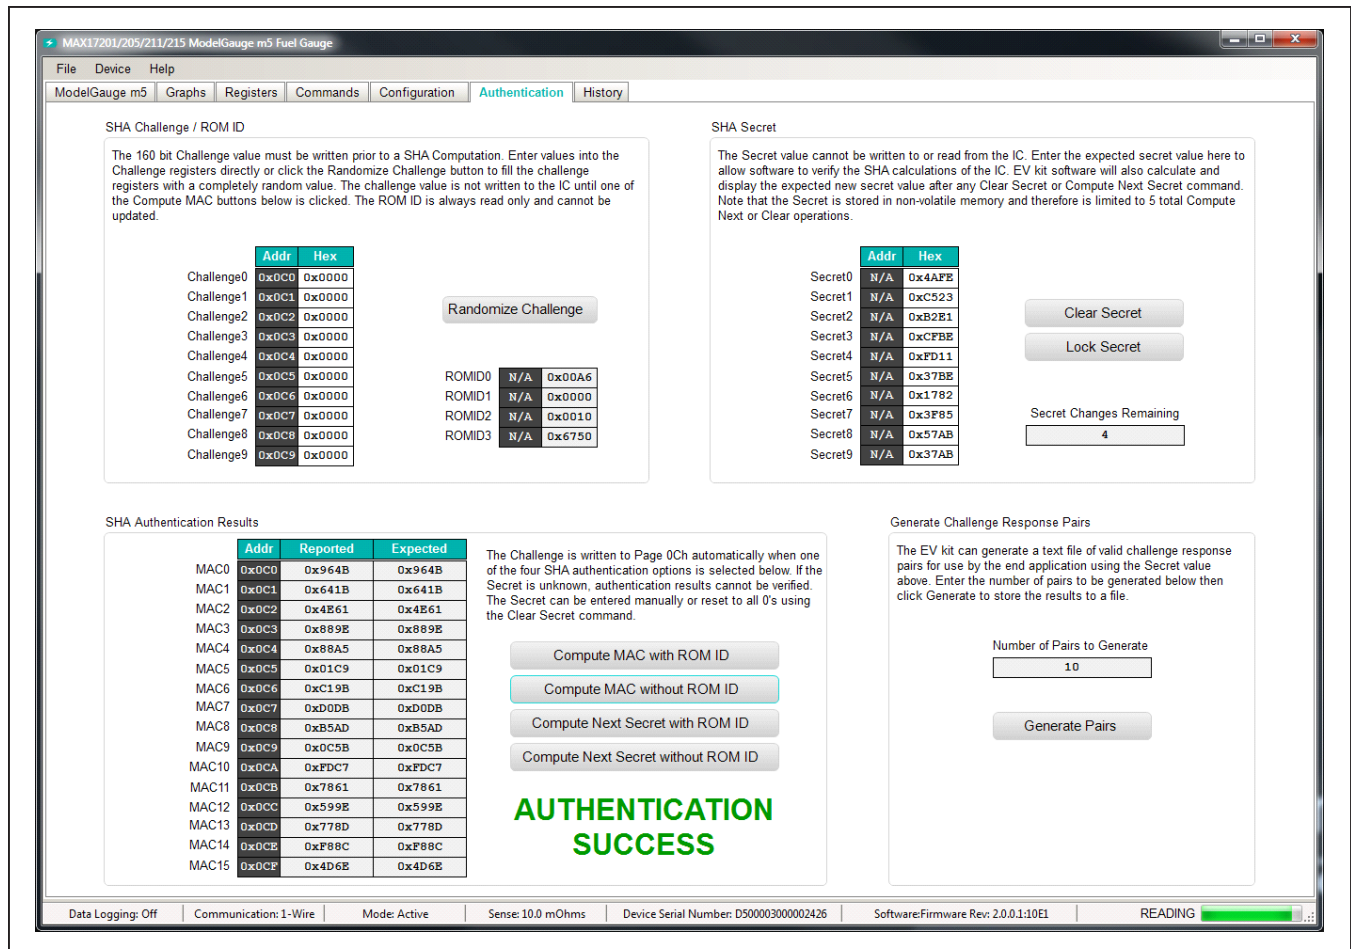 MAX17201/205/211/215 ModelGauge m5 Fuel Gauge
File Device Help
ModelGauge m5 Graphs Registers Commands Configuration Authentication History
SHA Challenge / ROM ID
The 160 bit Challenge value must be written prior to a SHA Computation. Enter values into the
Challenge registers directly or click the Randomize Challenge button to fill the challenge
registers with a completely random value. The challenge value is not written to the IC until one of
the Compute MAC buttons below is clicked. The ROM ID is always read only and cannot be
updated.
Addr Hex
Challenge0 0x0C0 0x0000
Challenge1 0x0C1 0x0000
Challenge2 0x0C2 0x0000
Challenge3 0x0C3 0x0000
Challenge4 0x0C4 0x0000
Challenge5 0x0C5 0x0000
Challenge6 0x0C6 0x0000
Challenge7 0x0C7 0x0000
Challenge8 0x0C8 0x0000
Challenge9 0x0C9 0x0000
Randomize Challenge
ROMID0 N/A 0x00A6
ROMID1 N/A 0x0000
ROMID2 N/A 0x0010
ROMID3 N/A 0x6750
SHA Secret
The Secret value cannot be written to or read from the IC. Enter the expected secret value here to
allow software to verify the SHA calculations of the IC. EV kit software will also calculate and
display the expected new secret value after any Clear Secret or Compute Next Secret command.
Note that the Secret is stored in non-volatile memory and therefore is limited to 5 total Compute
Next or Clear operations.
Addr Hex
Secret0 N/A 0x4AFE
Secret1 N/A 0xC523
Secret2 N/A 0xB2E1
Secret3 N/A 0xCFBE
Secret4 N/A 0xFD11
Secret5 N/A 0x37BE
Secret6 N/A 0x1782
Secret7 N/A 0x3F85
Secret8 N/A 0x57AB
Secret9 N/A 0x37AB
Clear Secret
Lock Secret
Secret Changes Remaining
4
SHA Authentication Results
Addr Reported Expected
MAC0 0x0C0 0x964B 0x964B
MAC1 0x0C1 0x641B 0x641B
MAC2 0x0C2 0x4E61 0x4E61
MAC3 0x0C3 0x889E 0x889E
MAC4 0x0C4 0x88A5 0x88A5
MAC5 0x0C5 0x01C9 0x01C9
MAC6 0x0C6 0xC19B 0xC19B
MAC7 0x0C7 0xD0DB 0xD0DB
MAC8 0x0C8 0xB5AD 0xB5AD
MAC9 0x0C9 0x0C5B 0x0C5B
MAC10 0x0CA 0xFDC7 0xFDC7
MAC11 0x0CB 0x7861 0x7861
MAC12 0x0CC 0x599E 0x599E
MAC13 0x0CD 0x778D 0x778D
MAC14 0x0CE 0xF88C 0xF88C
MAC15 0x0CF 0x4D6E 0x4D6E
The Challenge is written to Page 0Ch automatically when one
of the four SHA authentication options is selected below. If the
Secret is unknown, authentication results cannot be verified.
The Secret can be entered manually or reset to all 0's using
the Clear Secret command.
Compute MAC with ROM ID
Compute MAC without ROM ID
Compute Next Secret with ROM ID
Compute Next Secret without ROM ID
AUTHENTICATION
SUCCESS
Generate Challenge Response Pairs
The EV kit can generate a text file of valid challenge response
pairs for use by the end application using the Secret value
above. Enter the number of pairs to be generated below then
click Generate to store the results to a file.
Number of Pairs to Generate
10
Generate Pairs
Data Logging: Off Communication: 1-Wire Mode: Active Sense: 10.0 mOhms Device Serial Number: D500003000002426 Software:Firmware Rev: 2.0.0.1:10E1 READING